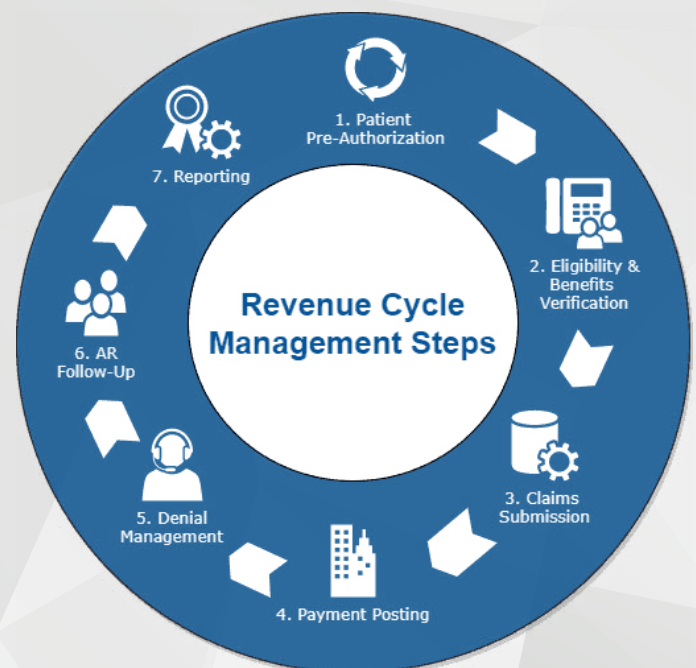 1. Patient
Pre-Authorization
2. Eligibility &
Benefits
Verification
3. Claims
Submission
4. Payment Posting
5. Denial
Management
6. AR
Follow-Up
7. Reporting
Revenue Cycle
Management Steps